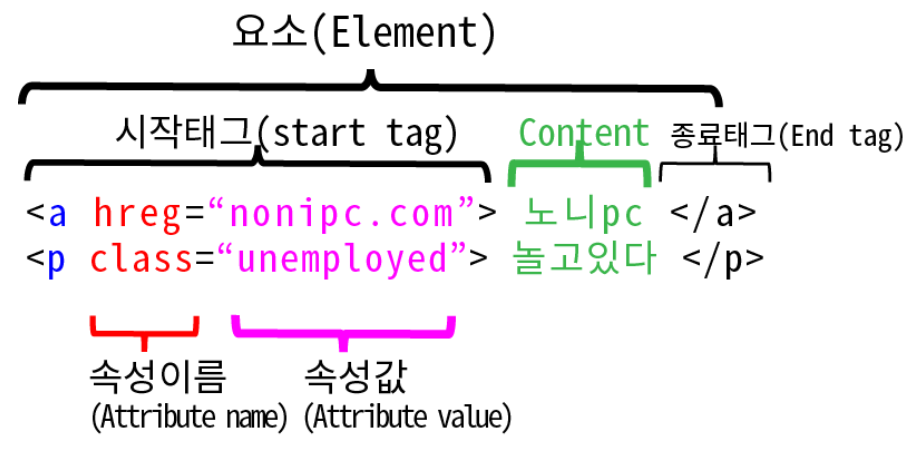 요소(Element)
시작태그(start tag) Content 종료태그(End tag)
<a hreg=“nonipc.com”> 노니pc </a>
<p class=“unemployed”> 놀고있다 </p>
속성이름 속성값
(Attribute name) (Attribute value)